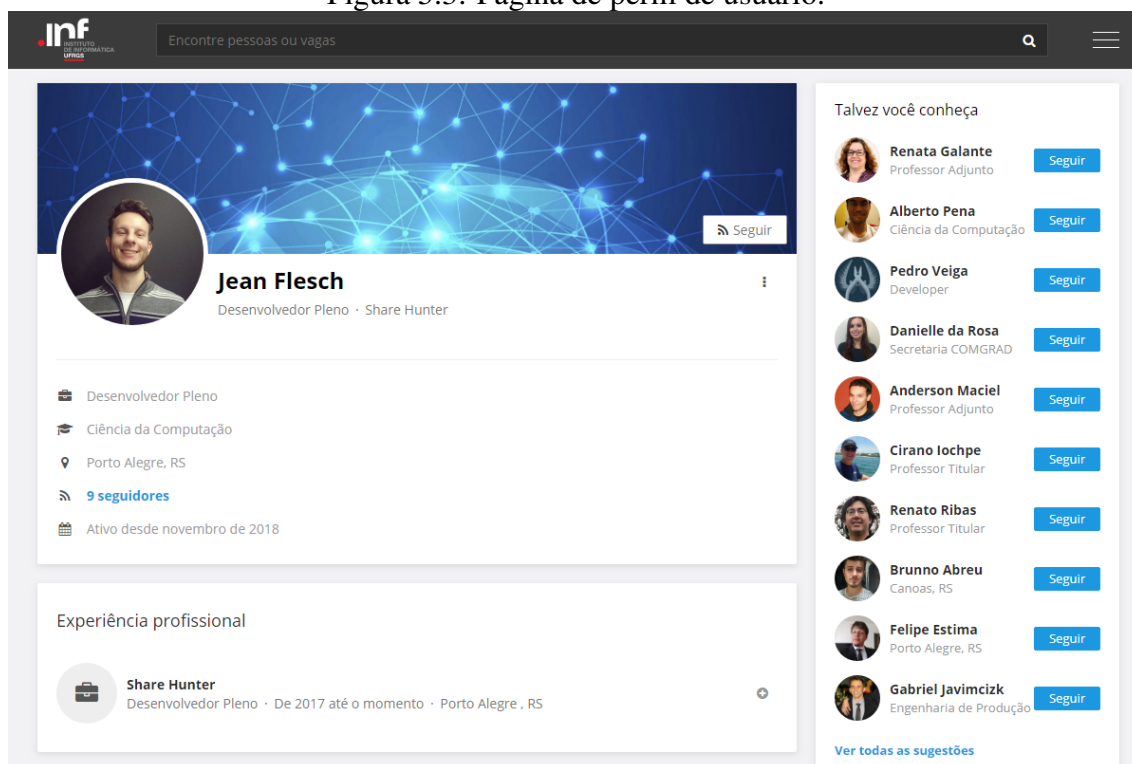 Figura 5.3: Página de perfil de usuário.
.Inf
INSTITUTO
DE INFORMÁTICA
UFRGS
Encontre pessoas ou vagas
Seguir
Jean Flesch
Desenvolvedor Pleno · Share Hunter
Desenvolvedor Pleno
Ciência da Computação
Porto Alegre, RS
9 seguidores
Ativo desde novembro de 2018
Experiência profissional
Share Hunter
Desenvolvedor Pleno · De 2017 até o momento · Porto Alegre , RS
Talvez você conheça
Renata Galante
Professor Adjunto
Seguir
Alberto Pena
Ciência da Computação
Seguir
Pedro Veiga
Developer
Seguir
Danielle da Rosa
Secretaria COMGRAD
Seguir
Anderson Maciel
Professor Adjunto
Seguir
Cirano Iochpe
Professor Titular
Seguir
Renato Ribas
Professor Titular
Seguir
Brunno Abreu
Canoas, RS
Seguir
Felipe Estima
Porto Alegre, RS
Seguir
Gabriel Javimcizk
Engenharia de Produção
Seguir
Ver todas as sugestões